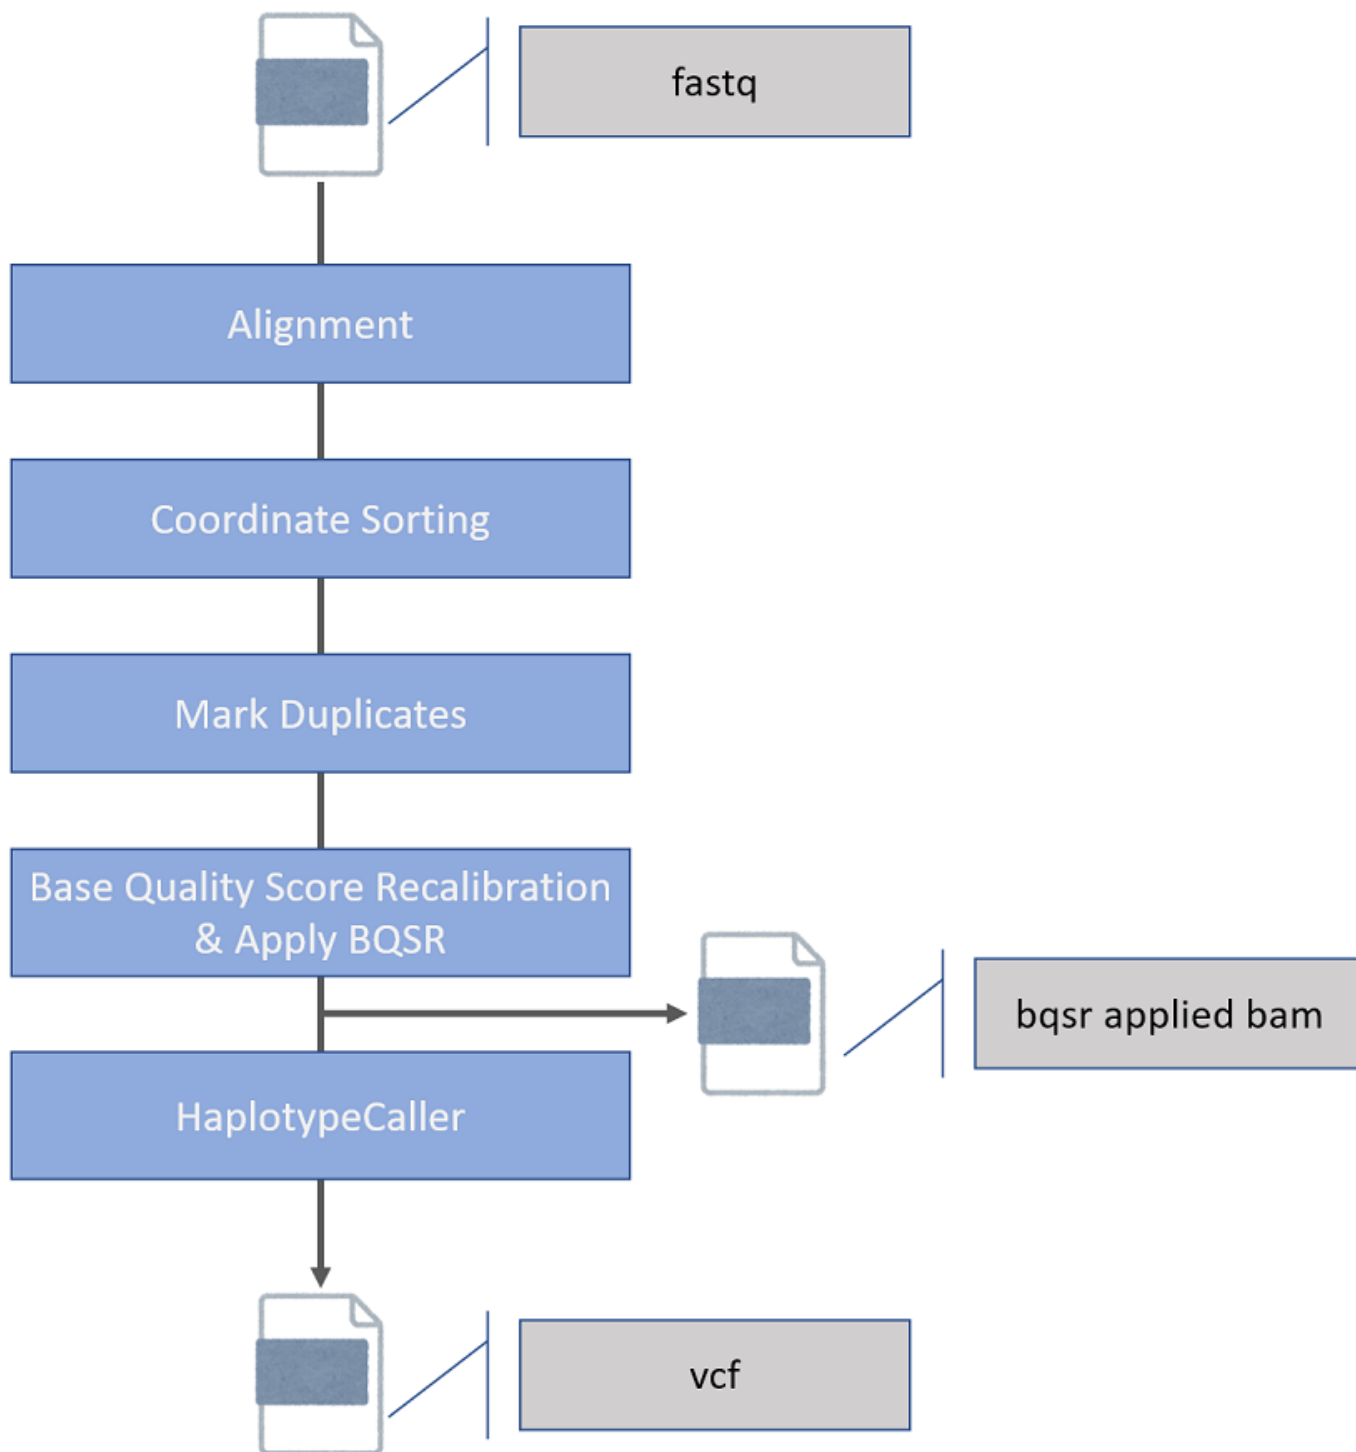 fastq
Alignment
Coordinate Sorting
Mark Duplicates
Base Quality Score Recalibration
& Apply BQSR
bqsr applied bam
HaplotypeCaller
vcf